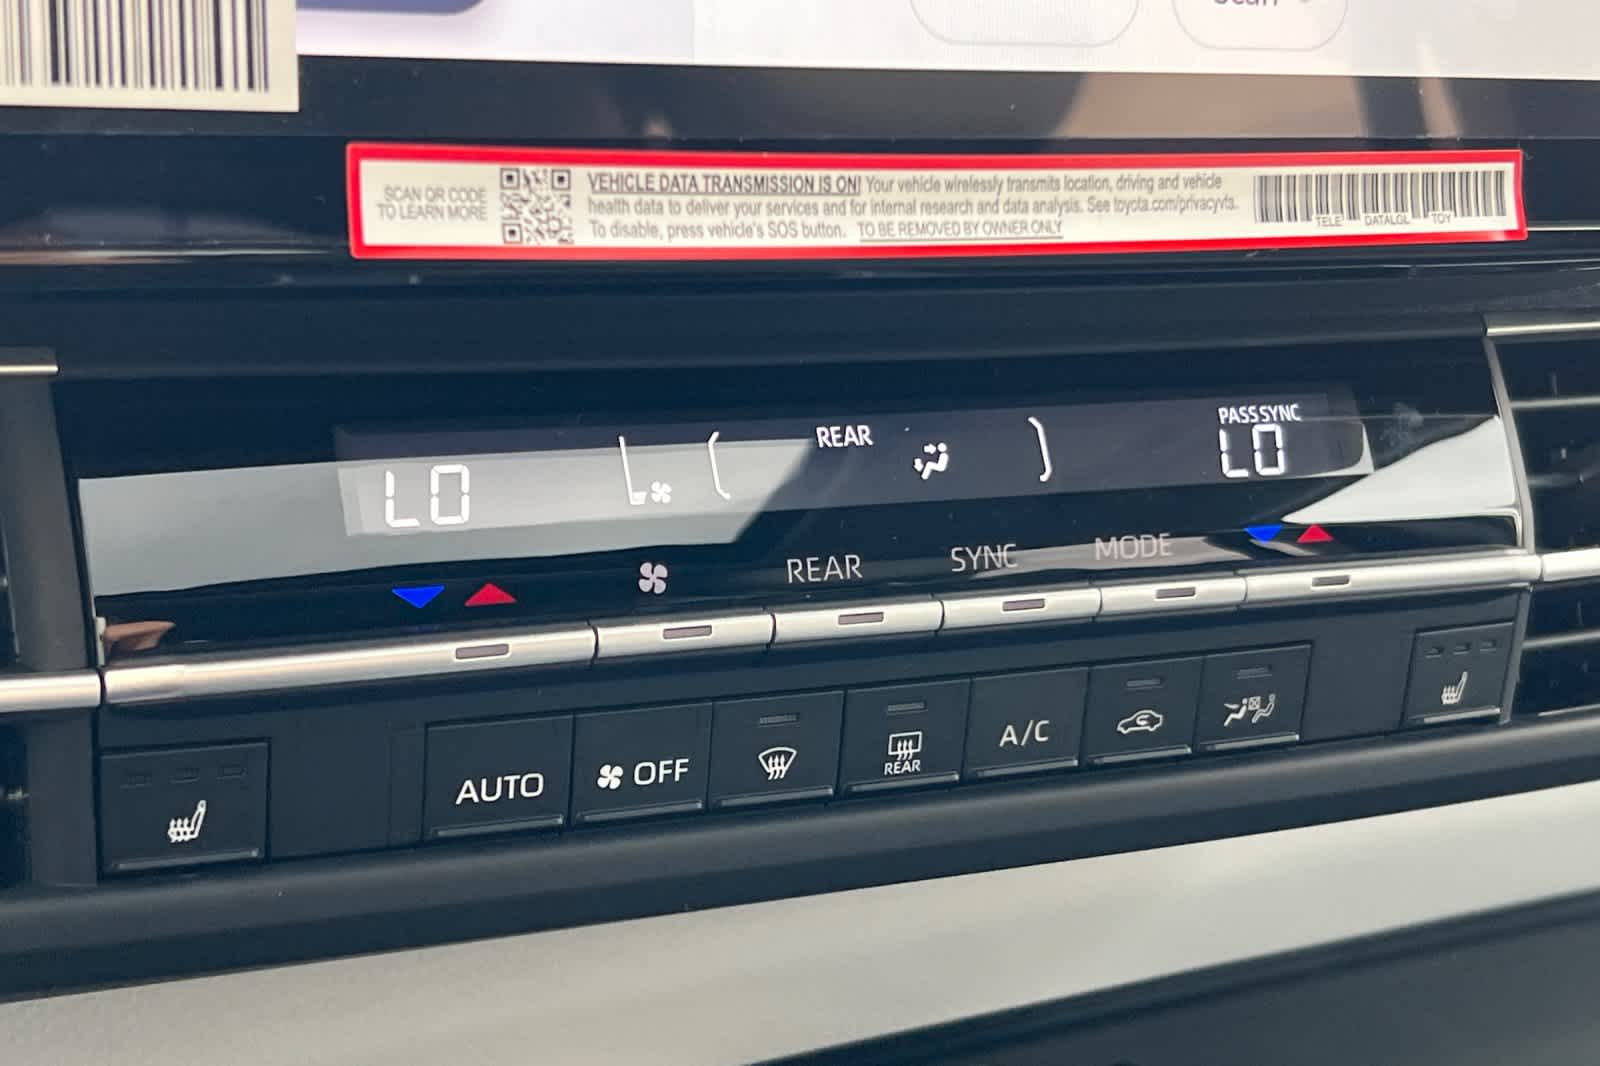 Scan
SCAN QR CODE
TO LEARN MORE
VEHICLE DATA TRANSMISSION IS ON! Your vehicle wirelessly transmits location, driving and vehicle
health data to deliver your services and for internal research and data analysis. See toyota.com/privacyvts.
To disable, press vehicle's SOS button. TO BE REMOVED BY OWNER ONLY
TELE DATALGL TOY
PASS SYNC
LO
REAR
LO
REAR
SYNC
MODE
AUTO
OFF
REAR
A/C